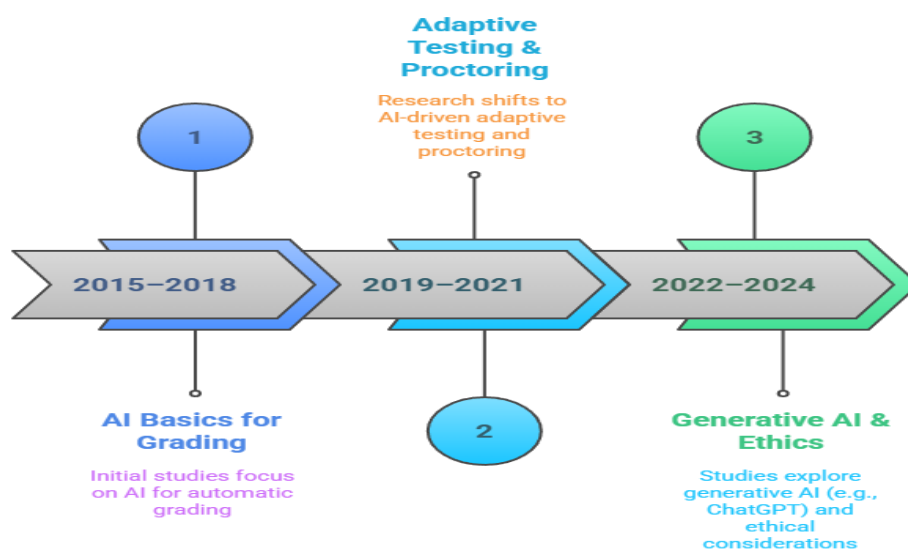 Adaptive
Testing &
Proctoring
Research shifts to
AI-driven adaptive
testing and
proctoring
1
3
2015–2018
2019–2021
2022–2024
AI Basics for
Grading
Initial studies focus
on AI for automatic
grading
2
Generative AI &
Ethics
Studies explore
generative AI (e.g.,
ChatGPT) and
ethical
considerations